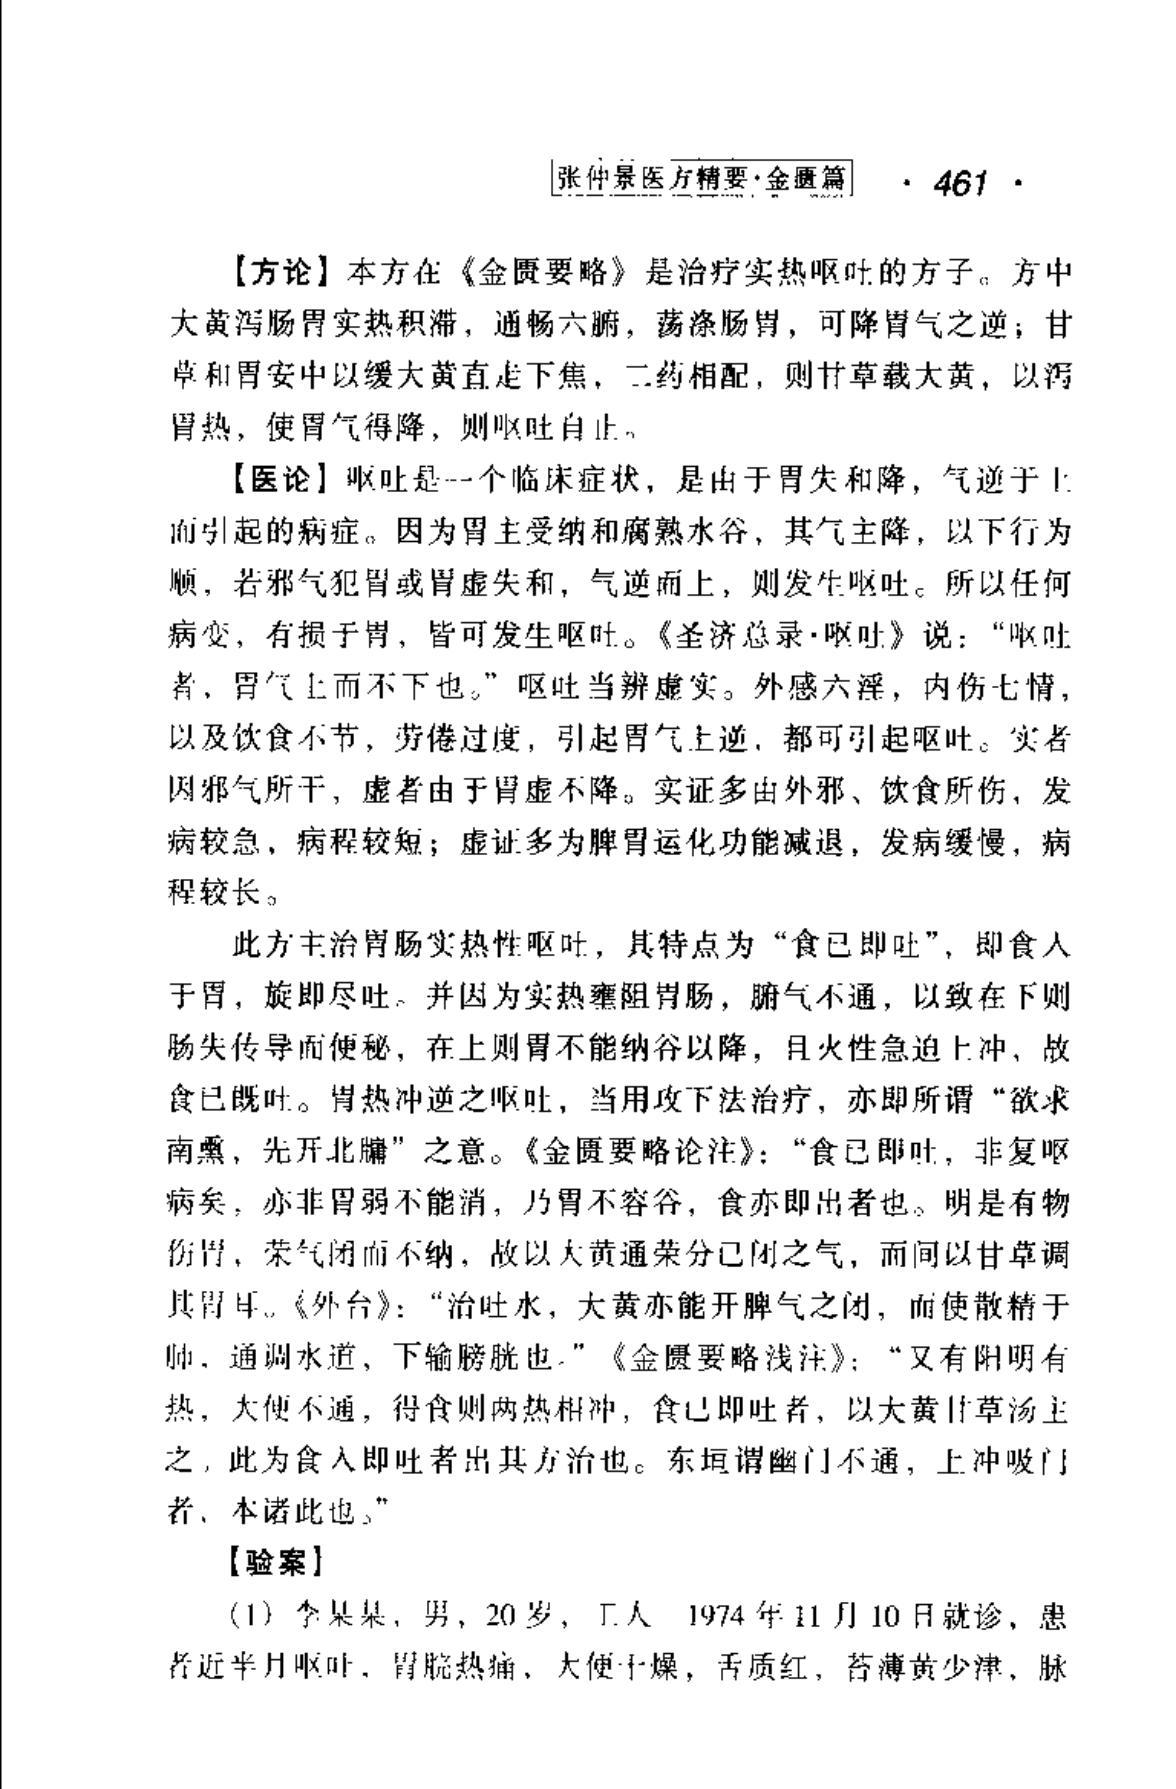 张仲景医方精要·金匮篇 · 461 ·
【方论】本方在《金匮要略》是治疗实热呕吐的方子。方中
大黄泻肠胃实热积滞，通畅六腑，荡涤肠胃，可降胃气之逆；甘
草和胃安中以缓大黄直走下焦，二药相配，则甘草载大黄，以泻
胃热，使胃气得降，则呕吐自止。
【医论】呕吐是一个临床症状，是由于胃失和降，气逆于上
而引起的病症。因为胃主受纳和腐熟水谷，其气主降，以下行为
顺，若邪气犯胃或胃虚失和，气逆而上，则发生呕吐。所以任何
病变，有损于胃，皆可发生呕吐。《圣济总录·呕吐》说：“呕吐
者，胃气上而不下也。”呕吐当辨虚实。外感六淫，内伤七情，
以及饮食不节，劳倦过度，引起胃气上逆，都可引起呕吐。实者
因邪气所干，虚者由于胃虚不降。实证多由外邪、饮食所伤，发
病较急，病程较短；虚证多为脾胃运化功能减退，发病缓慢，病
程较长。
此方主治胃肠实热性呕吐，其特点为“食已即吐”，即食入
于胃，旋即尽吐。并因为实热壅阻胃肠，腑气不通，以致在下则
肠失传导而便秘，在上则胃不能纳谷以降，且火性急迫上冲，故
食已既吐。胃热冲逆之呕吐，当用攻下法治疗，亦即所谓“欲求
南熏，先开北牖”之意。《金匮要略论注》：“食已即吐，非复呕
病矣，亦非胃弱不能消，乃胃不容谷，食亦即出者也。明是有物
伤胃，荣气闭而不纳，故以大黄通荣分已闭之气，而间以甘草调
其胃耳。《外台》：“治吐水，大黄亦能开脾气之闭，而使散精于
肺，通调水道，下输膀胱也。”《金匮要略浅注》：“又有阳明有
热，大便不通，得食则两热相冲，食已即吐者，以大黄甘草汤主
之，此为食入即吐者出其方治也。东垣谓幽门不通，上冲吸门
者，本诸此也。”
【验案】
（1）李某某，男，20岁，工人 1974年11月10日就诊，患
者近半月呕吐，胃脘热痛，大便干燥，舌质红，苔薄黄少津，脉